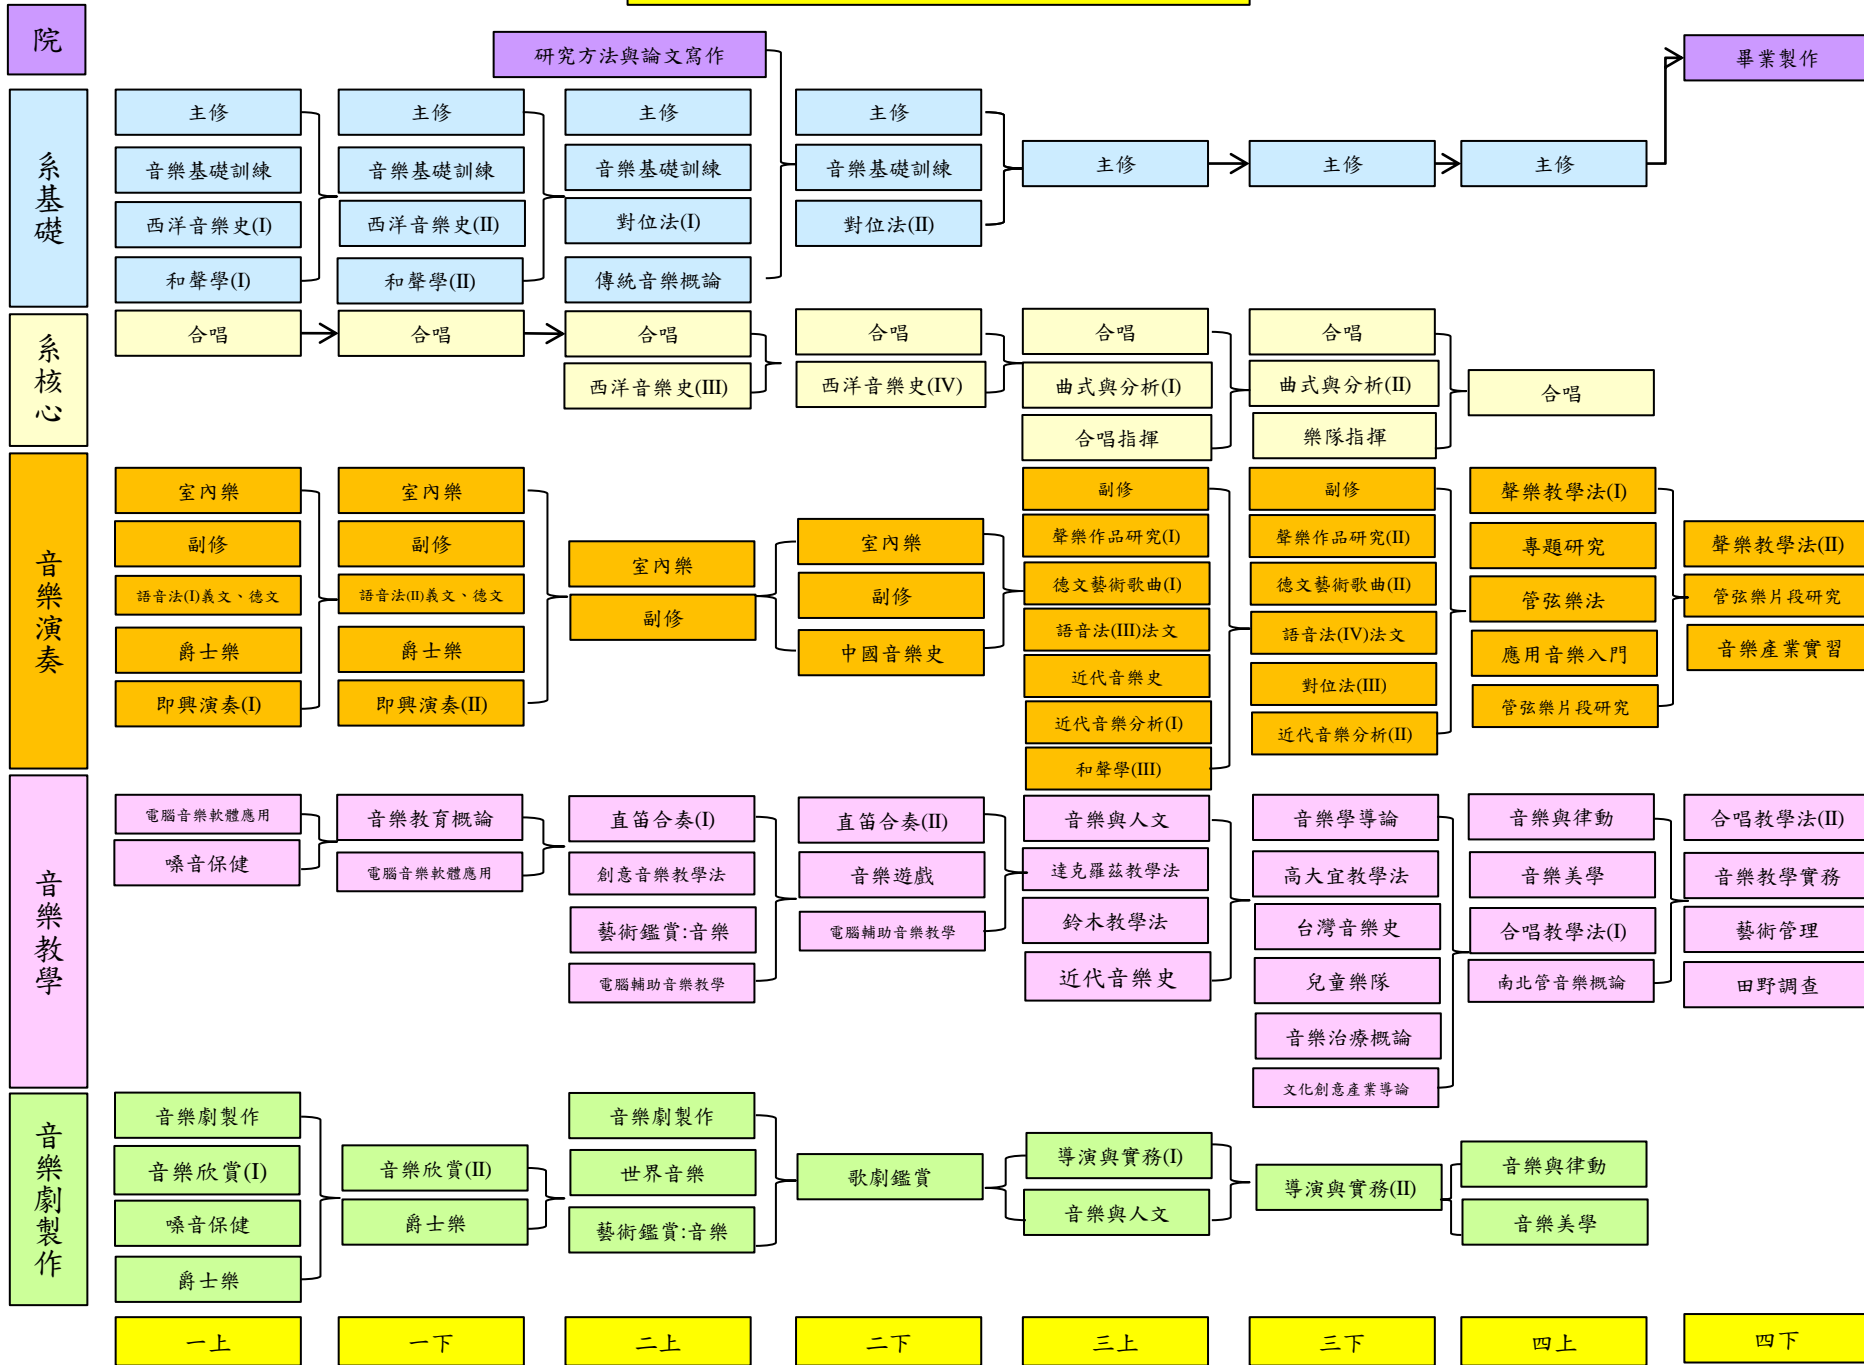 院
研究方法與論文寫作
畢業製作
系基礎
主修
主修
主修
主修
音樂基礎訓練
音樂基礎訓練
音樂基礎訓練
音樂基礎訓練
主修
主修
主修
西洋音樂史(I)
西洋音樂史(II)
對位法(I)
對位法(II)
和聲學(I)
和聲學(II)
傳統音樂概論
系核心
合唱
合唱
合唱
合唱
合唱
合唱
西洋音樂史(III)
西洋音樂史(IV)
曲式與分析(I)
曲式與分析(II)
合唱
合唱指揮
樂隊指揮
音樂演奏
室內樂
室內樂
副修
副修
聲樂教學法(I)
副修
副修
室內樂
室內樂
聲樂作品研究(I)
聲樂作品研究(II)
專題研究
聲樂教學法(II)
語音法(I)義文、德文
語音法(II)義文、德文
副修
副修
德文藝術歌曲(I)
德文藝術歌曲(II)
管弦樂法
管弦樂片段研究
爵士樂
爵士樂
中國音樂史
語音法(III)法文
語音法(IV)法文
應用音樂入門
音樂產業實習
即興演奏(I)
即興演奏(II)
近代音樂史
對位法(III)
管弦樂片段研究
近代音樂分析(I)
近代音樂分析(II)
和聲學(III)
音樂教學
電腦音樂軟體應用
音樂教育概論
直笛合奏(I)
直笛合奏(II)
音樂與人文
音樂學導論
音樂與律動
合唱教學法(II)
嗓音保健
電腦音樂軟體應用
創意音樂教學法
音樂遊戲
達克羅茲教學法
高大宜教學法
音樂美學
音樂教學實務
藝術鑑賞:音樂
電腦輔助音樂教學
鈴木教學法
台灣音樂史
合唱教學法(I)
藝術管理
電腦輔助音樂教學
近代音樂史
兒童樂隊
南北管音樂概論
田野調查
音樂治療概論
文化創意產業導論
音樂劇製作
音樂劇製作
音樂劇製作
音樂欣賞(I)
音樂欣賞(II)
世界音樂
歌劇鑑賞
導演與實務(I)
導演與實務(II)
音樂與律動
嗓音保健
爵士樂
藝術鑑賞:音樂
音樂與人文
音樂美學
爵士樂
一上
一下
二上
二下
三上
三下
四上
四下